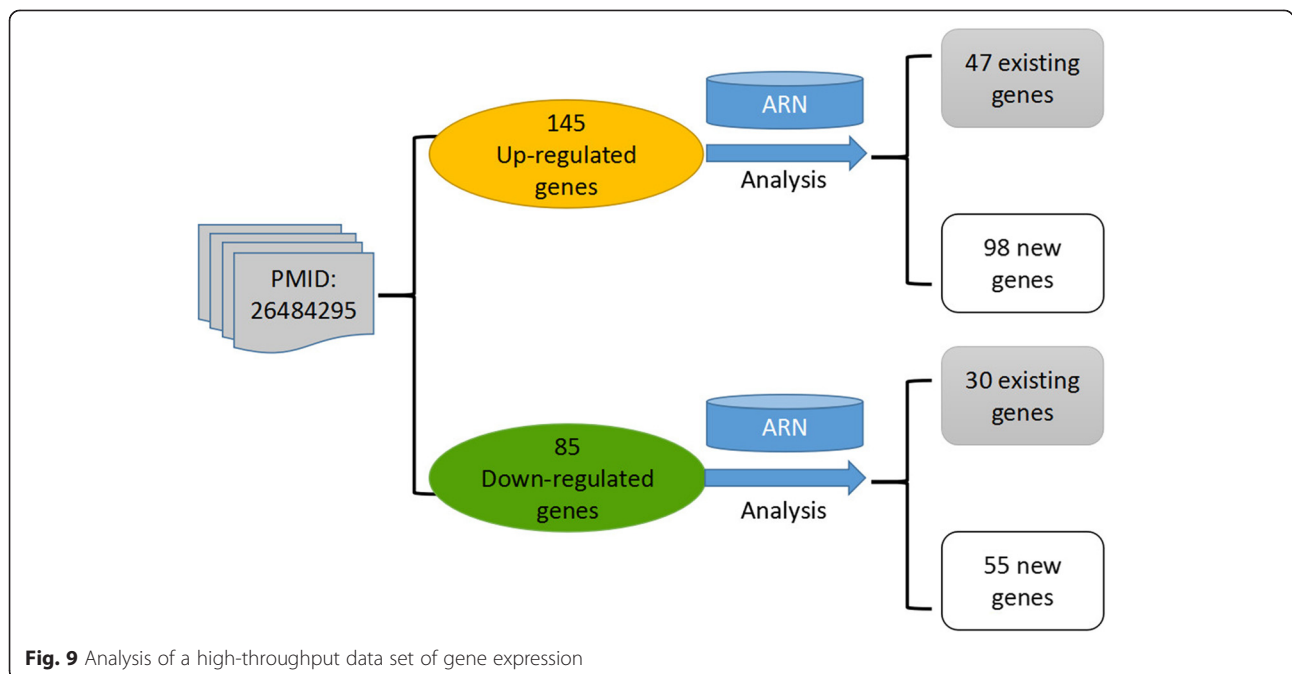 PMID:
26484295
145
Up-regulated
genes
ARN
Analysis
47 existing
genes
98 new
genes
85
Down-regulated
genes
ARN
Analysis
30 existing
genes
55 new
genes
Fig. 9 Analysis of a high-throughput data set of gene expression